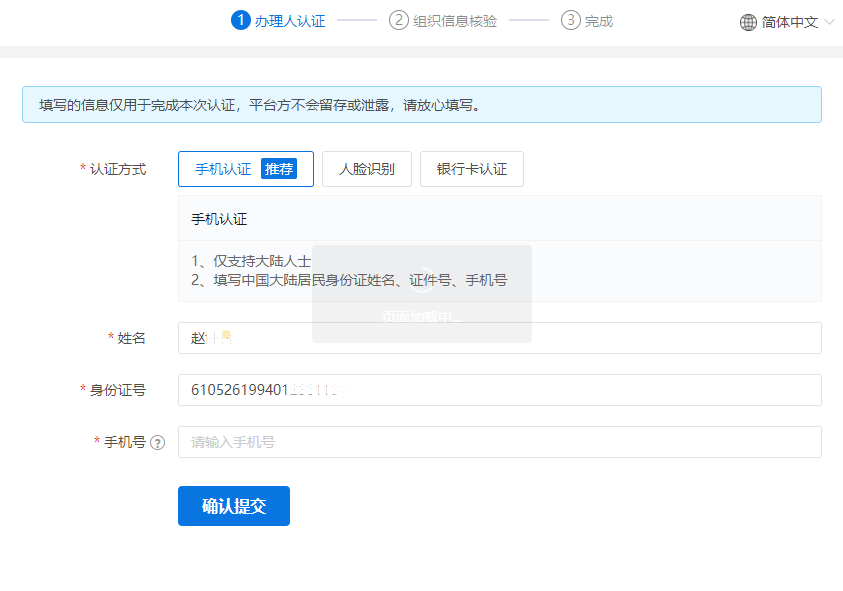 1 办理人认证 2 组织信息核验 3 完成 简体中文
填写的信息仅用于完成本次认证，平台方不会留存或泄露，请放心填写。
* 认证方式 手机认证 推荐 人脸识别 银行卡认证
手机认证
1、仅支持大陆人士
2、填写中国大陆居民身份证姓名、证件号、手机号
页面加载中...
* 姓名 赵
* 身份证号 610526199401
* 手机号 ? 请输入手机号
确认提交